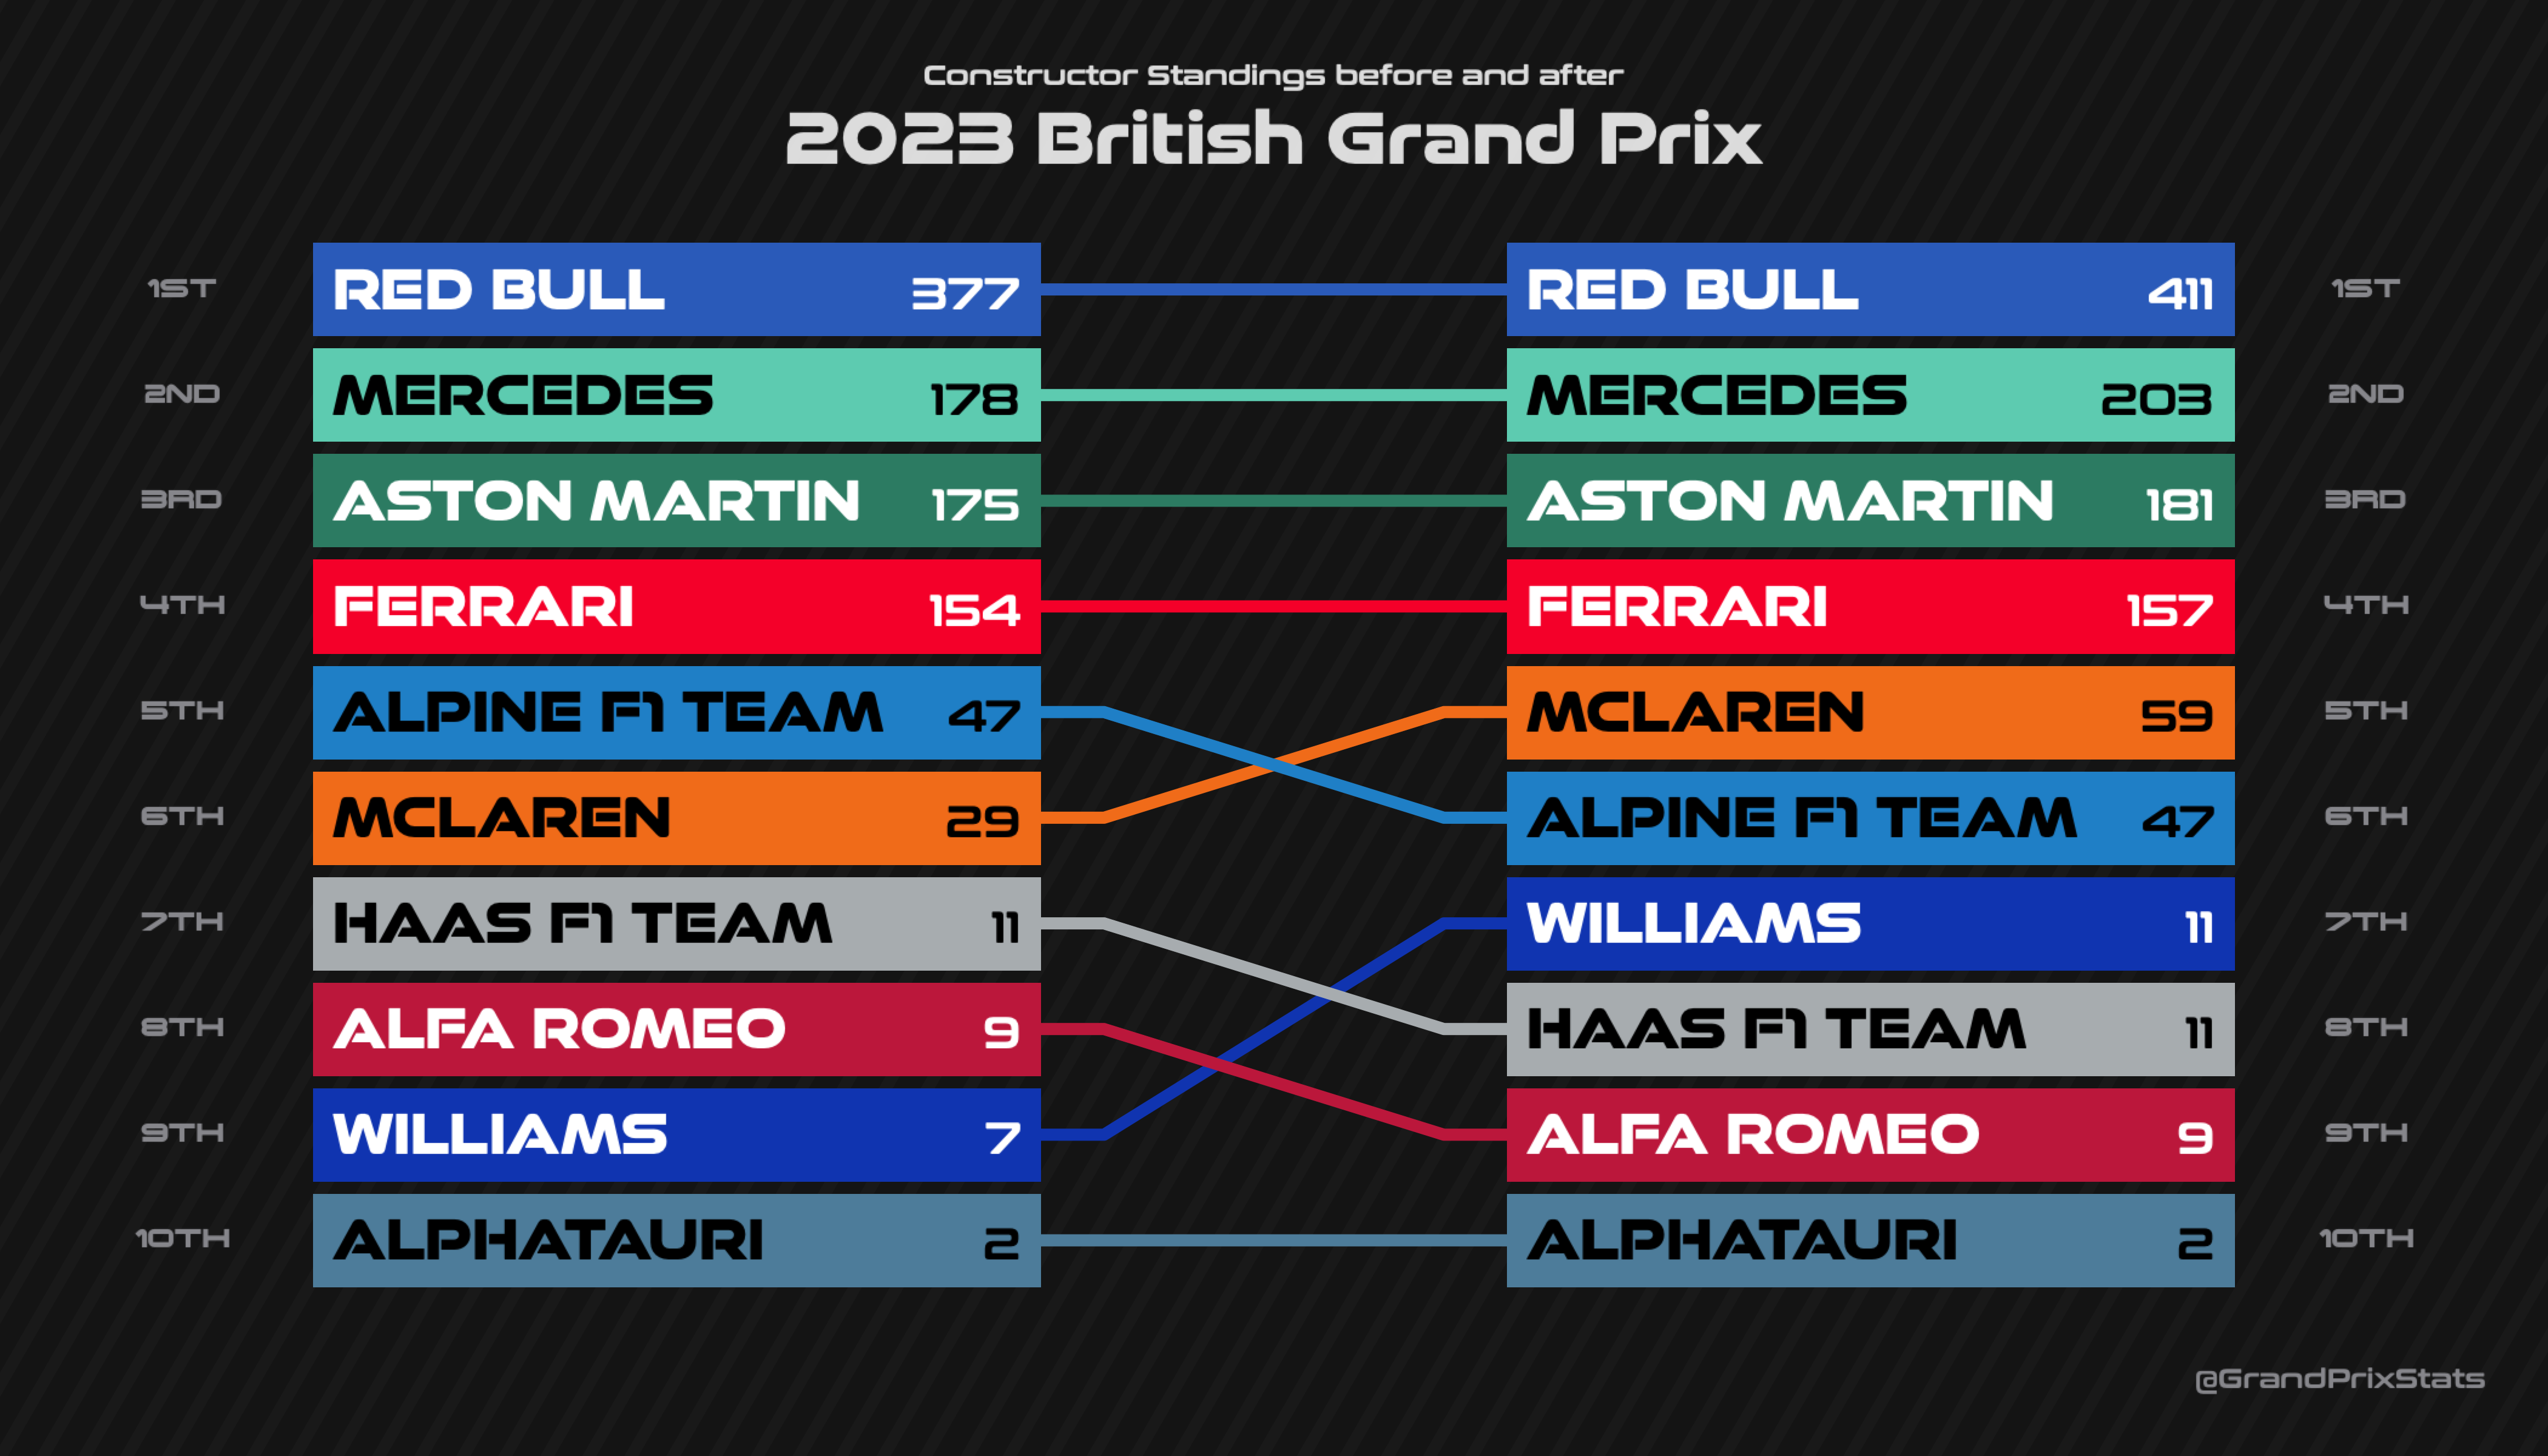 Constructor Standings before and after
2023 British Grand Prix
1ST RED BULL 377 RED BULL 411 1ST
2ND MERCEDES 178 MERCEDES 203 2ND
3RD ASTON MARTIN 175 ASTON MARTIN 181 3RD
4TH FERRARI 154 FERRARI 157 4TH
5TH ALPINE F1 TEAM 47 MCLAREN 59 5TH
6TH MCLAREN 29 ALPINE F1 TEAM 47 6TH
7TH HAAS F1 TEAM 11 WILLIAMS 11 7TH
8TH ALFA ROMEO 9 HAAS F1 TEAM 11 8TH
9TH WILLIAMS 7 ALFA ROMEO 9 9TH
10TH ALPHATAURI 2 ALPHATAURI 2 10TH
@GrandPrixStats